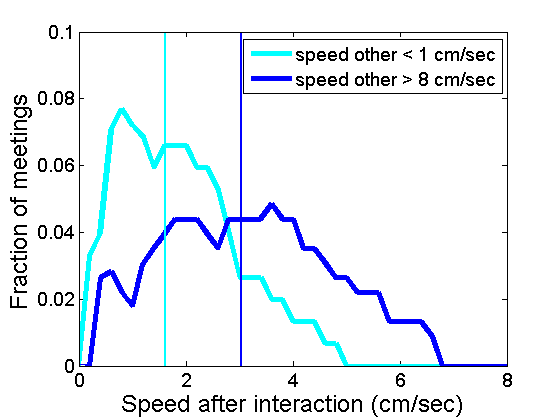 0.1
0.08
0.06
0.04
0.02
0
Fraction of meetings
speed other < 1 cm/sec
speed other > 8 cm/sec
0 2 4 6 8
Speed after interaction (cm/sec)